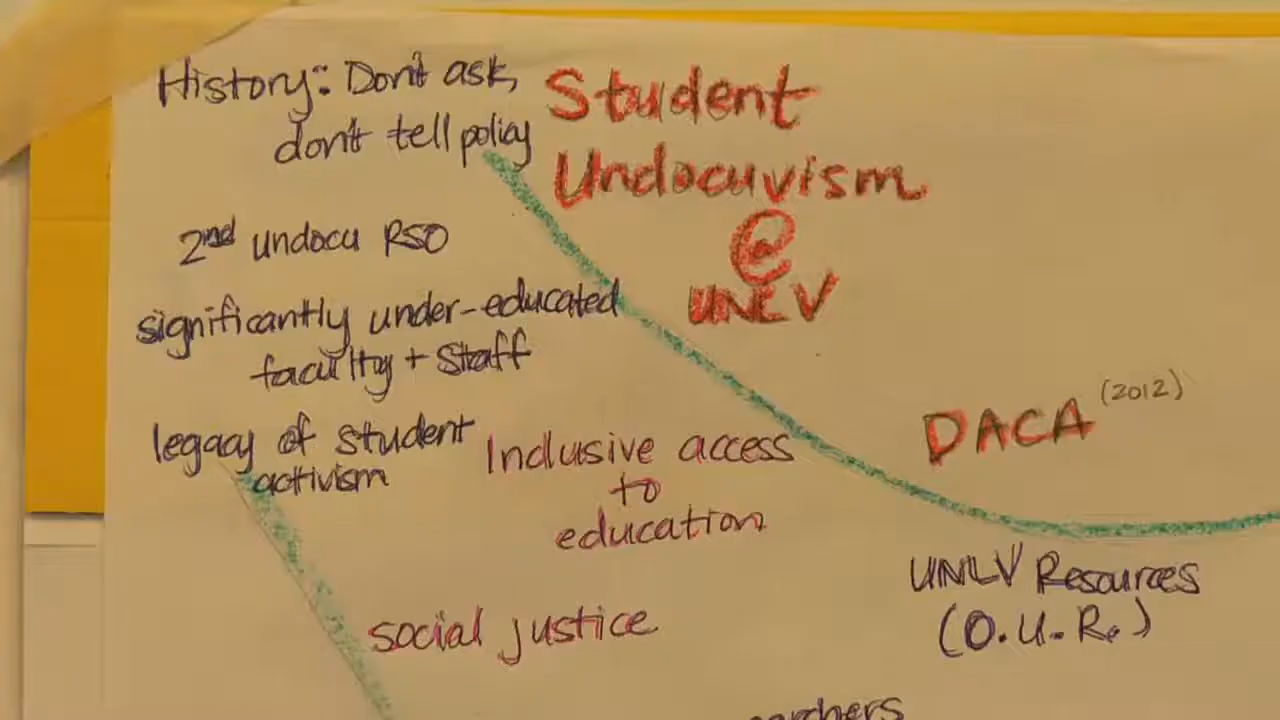 History: Don't ask,
don't tell policy
Student
Undocuvism
@
UNLV
2nd undocu RSO
significantly under-educated
faculty + Staff
legacy of student
activism
Inclusive access
to
education
DACA (2012)
UNLV Resources
(O.U.R.)
social justice